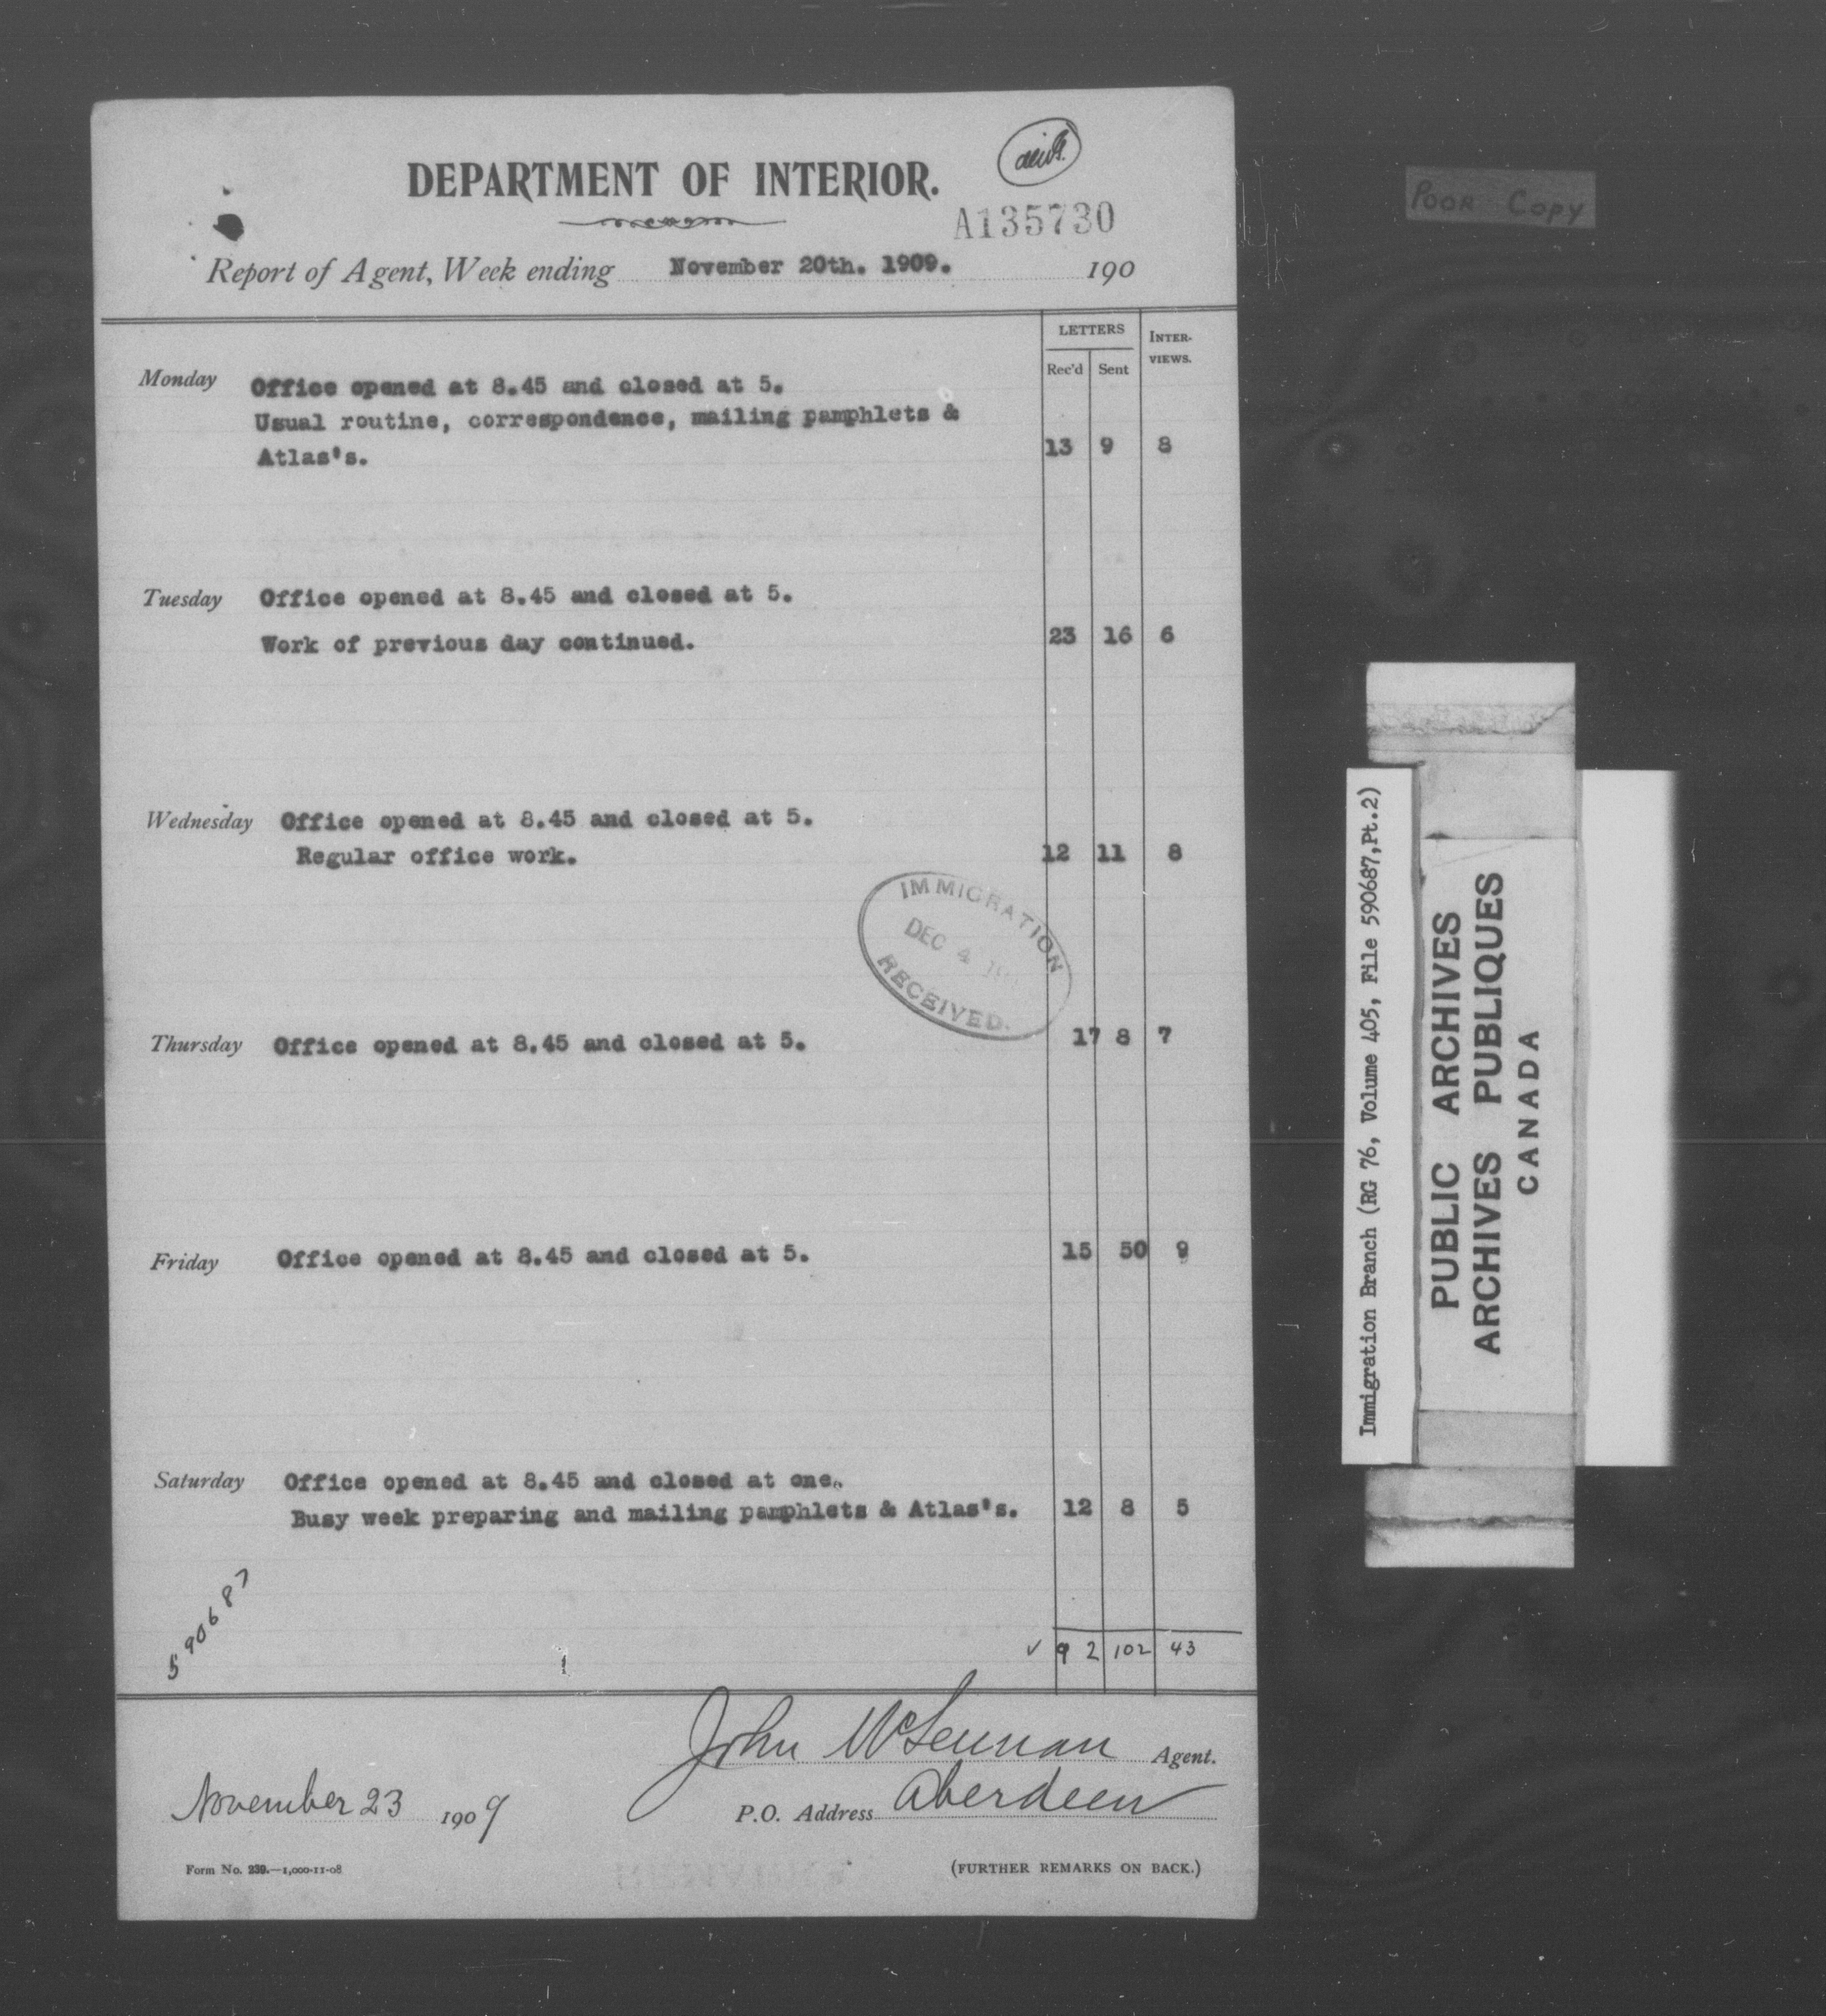 DEPARTMENT OF INTERIOR.
A135730
Report of Agent, Week ending November 20th. 1909. 190
LETTERS INTER-
VIEWS.
Rec'd Sent
Monday Office opened at 8.45 and closed at 5.
Usual routine, correspondence, mailing pamphlets &
Atlas's. 13 9 8
Tuesday Office opened at 8.45 and closed at 5.
Work of previous day continued. 23 16 6
Wednesday Office opened at 8.45 and closed at 5.
Regular office work. 12 11 8
IMMIGRATION
DEC 4
RECEIVED.
Thursday Office opened at 8.45 and closed at 5. 17 8 7
Friday Office opened at 8.45 and closed at 5. 15 50 9
Saturday Office opened at 8.45 and closed at one.
Busy week preparing and mailing pamphlets & Atlas's. 12 8 5
590687
✓ 92 102 43
John McLennan Agent.
November 23 1909 P.O. Address Aberdeen
Form No. 239.—1,000-11-08 (FURTHER REMARKS ON BACK.)
POOR COPY
Immigration Branch (RG 76, Volume 405, File 590687,Pt.2)
PUBLIC ARCHIVES
ARCHIVES PUBLIQUES
CANADA